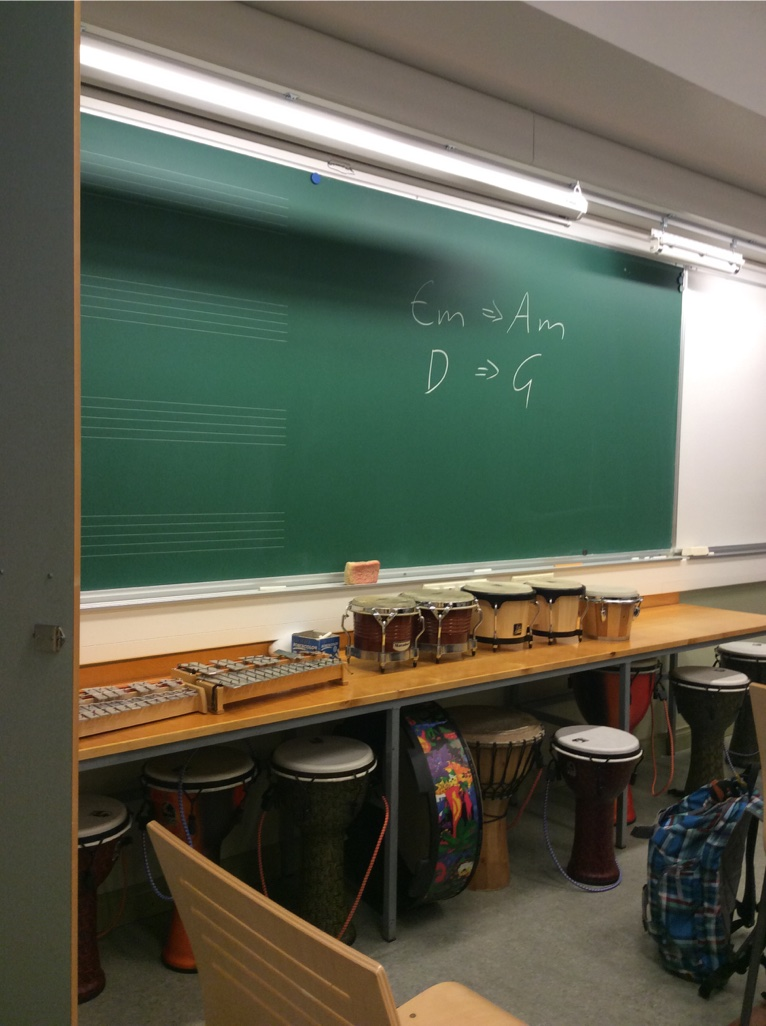 Em ⇒ Am
D ⇒ G